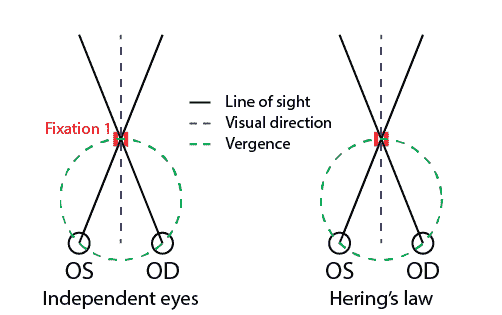 Fixation 1
Line of sight
Visual direction
Vergence
OS OD
Independent eyes
OS OD
Hering's law